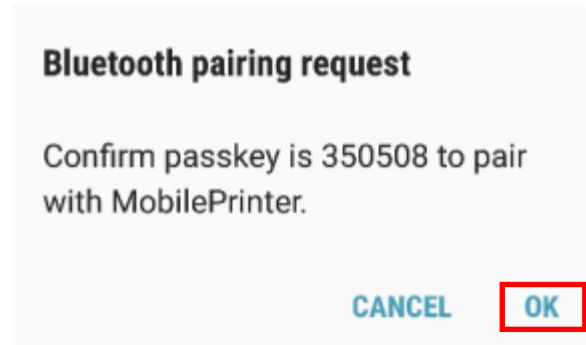 Bluetooth pairing request
Confirm passkey is 350508 to pair
with MobilePrinter.
CANCEL OK